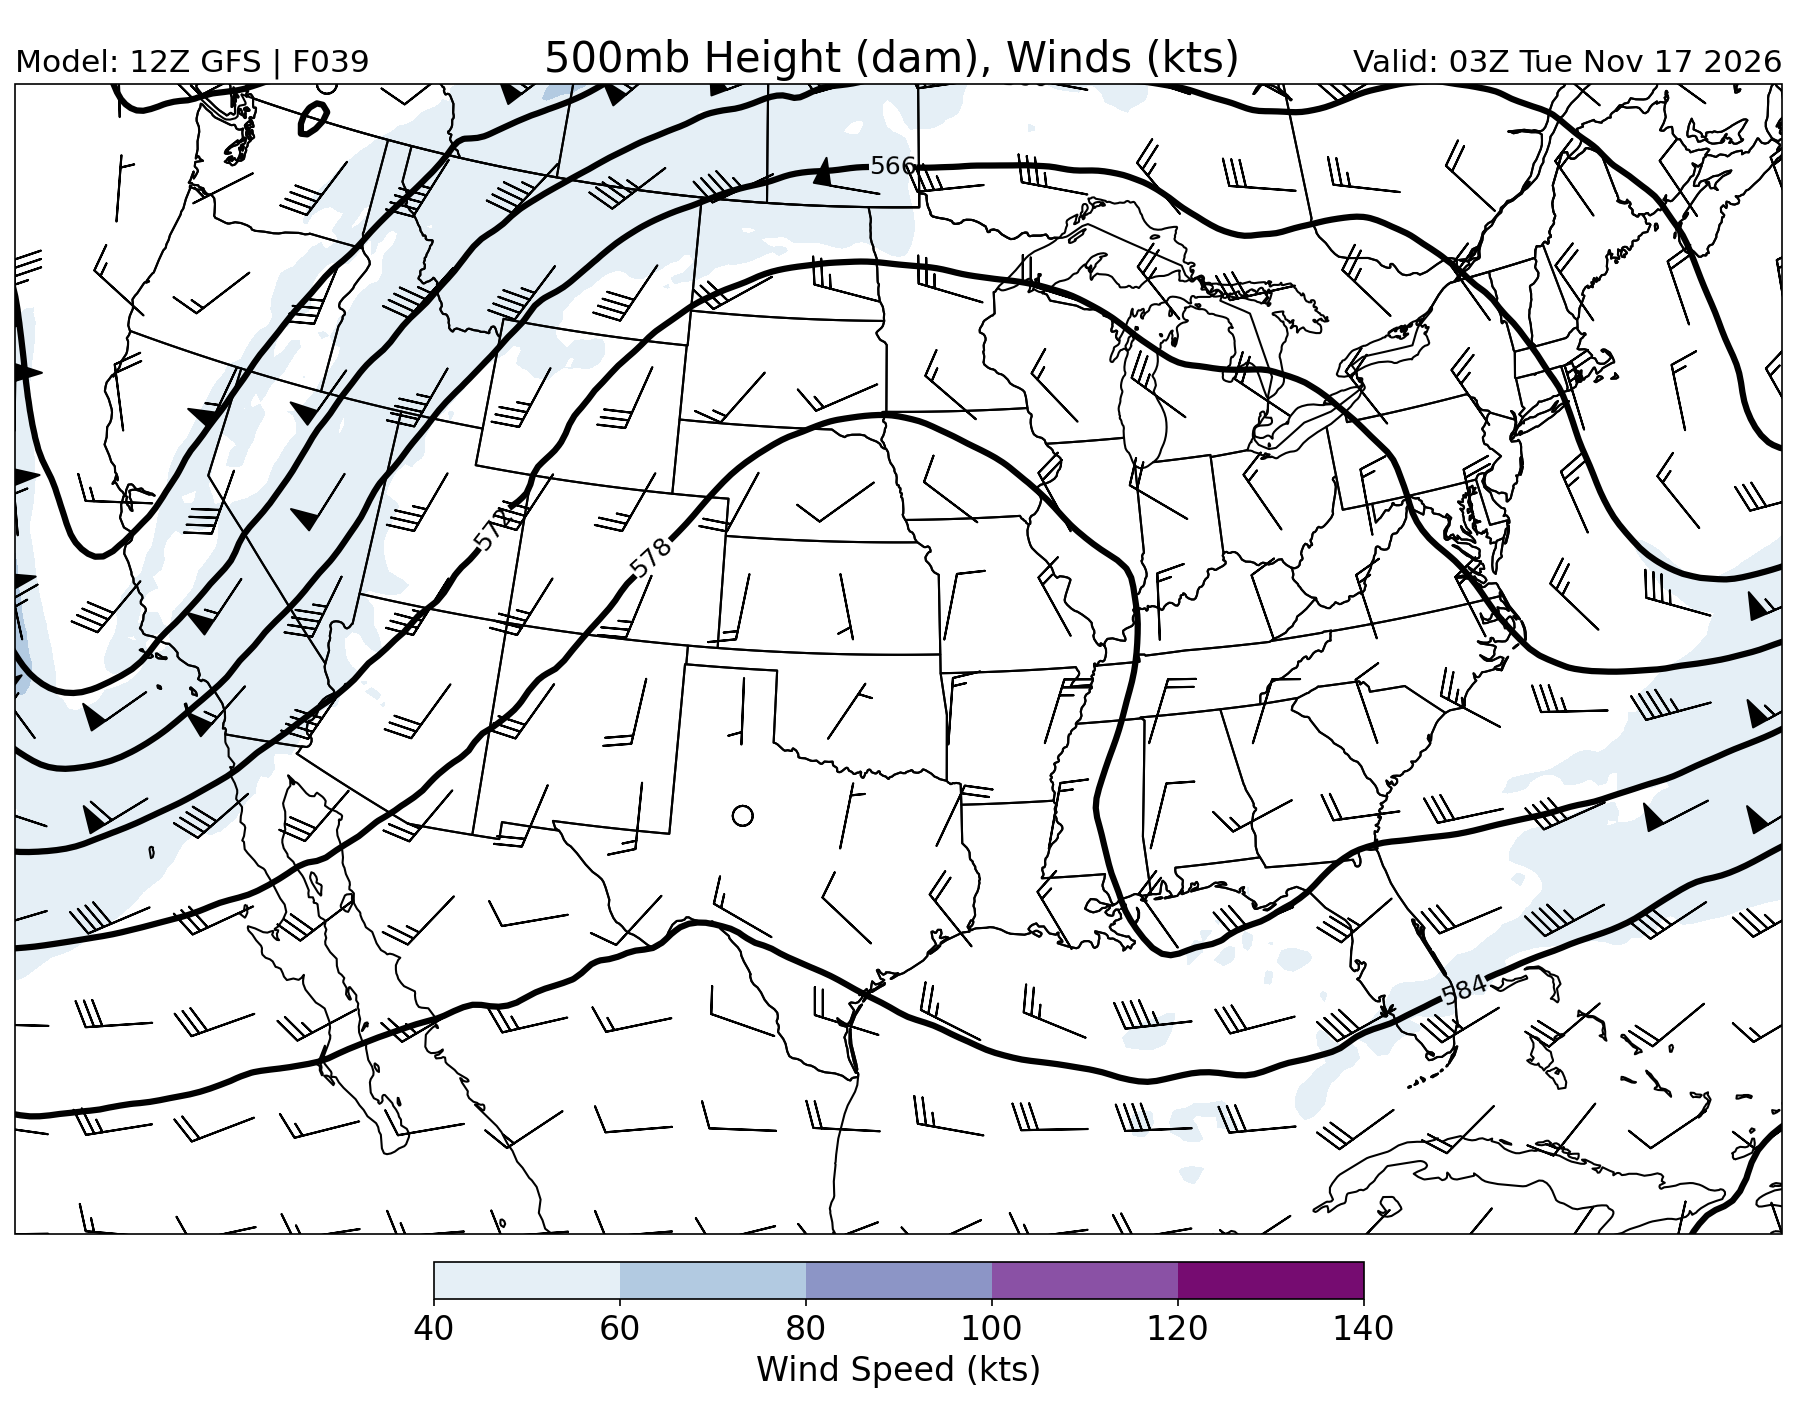 Model: 12Z GFS | F039
500mb Height (dam), Winds (kts)
Valid: 03Z Tue Nov 17 2026
566
572
578
584
40 60 80 100 120 140
Wind Speed (kts)